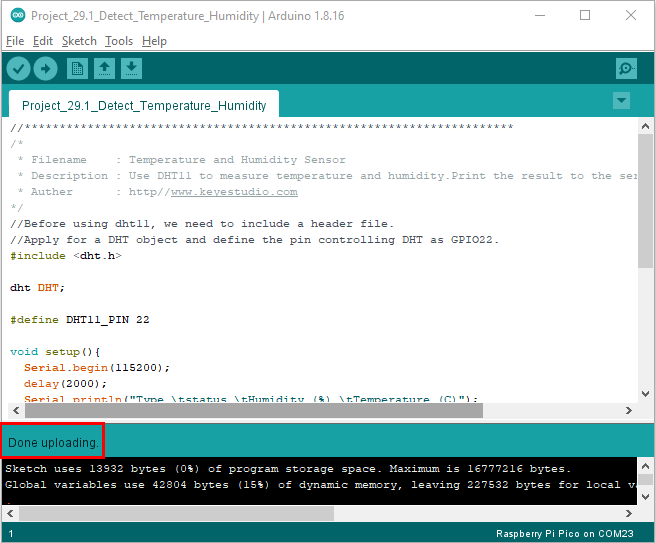 Project_29.1_Detect_Temperature_Humidity | Arduino 1.8.16
File Edit Sketch Tools Help
Project_29.1_Detect_Temperature_Humidity
//**********************************************************************
/*
 * Filename    : Temperature and Humidity Sensor
 * Description : Use DHT11 to measure temperature and humidity.Print the result to the ser
 * Auther      : http//www.keyestudio.com
*/
//Before using dht11, we need to include a header file.
//Apply for a DHT object and define the pin controlling DHT as GPIO22.
#include <dht.h>
dht DHT;
#define DHT11_PIN 22
void setup(){
  Serial.begin(115200);
  delay(2000);
  Serial.println("Type,\tstatus,\tHumidity (%),\tTemperature (C)");
Done uploading.
Sketch uses 13932 bytes (0%) of program storage space. Maximum is 16777216 bytes.
Global variables use 42804 bytes (15%) of dynamic memory, leaving 227532 bytes for local va
1 Raspberry Pi Pico on COM23